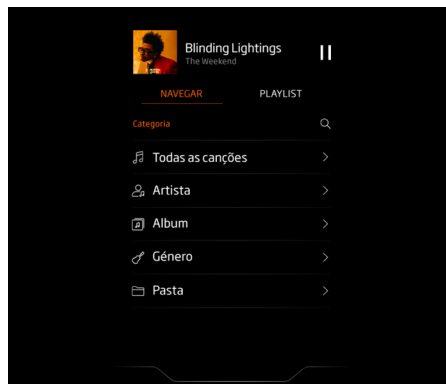 Blinding Lightings
The Weekend
NAVEGAR PLAYLIST
Categoria
Todas as canções
Artista
Album
Género
Pasta